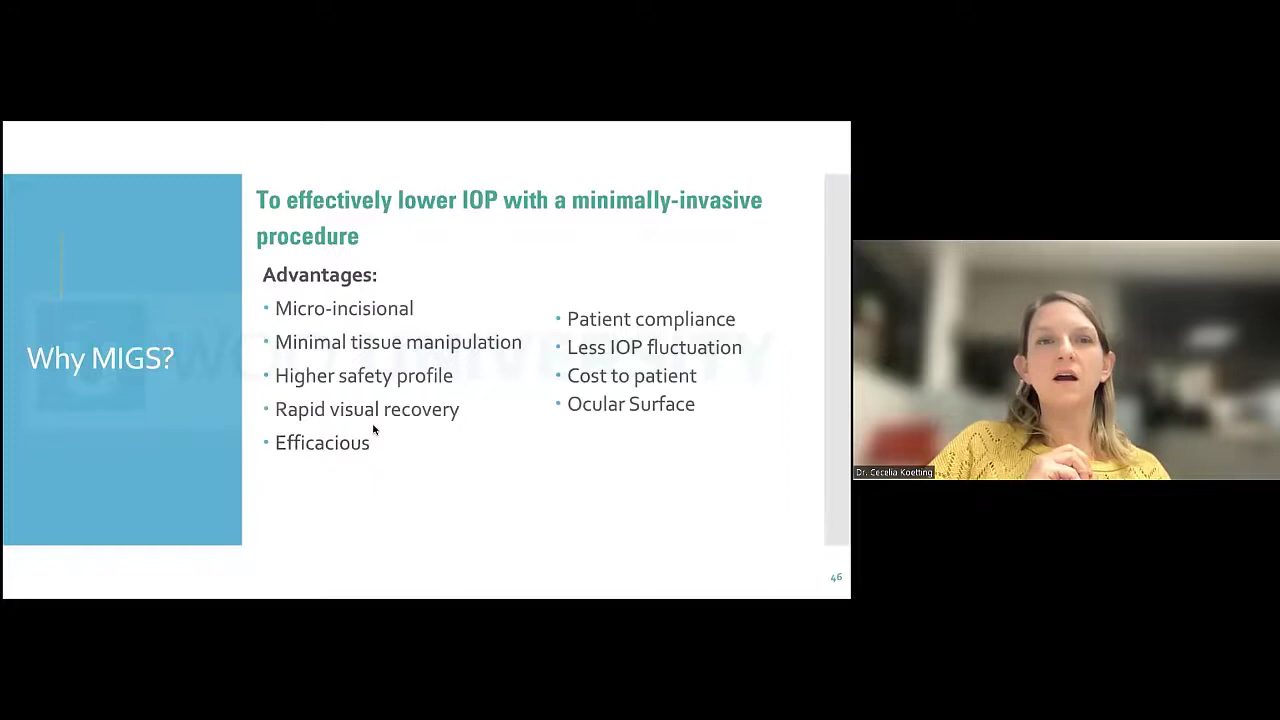 To effectively lower IOP with a minimally-invasive
procedure
Why MIGS?
Advantages:
• Micro-incisional
• Minimal tissue manipulation
• Higher safety profile
• Rapid visual recovery
• Efficacious
• Patient compliance
• Less IOP fluctuation
• Cost to patient
• Ocular Surface
46
Dr. Cecelia Koetting